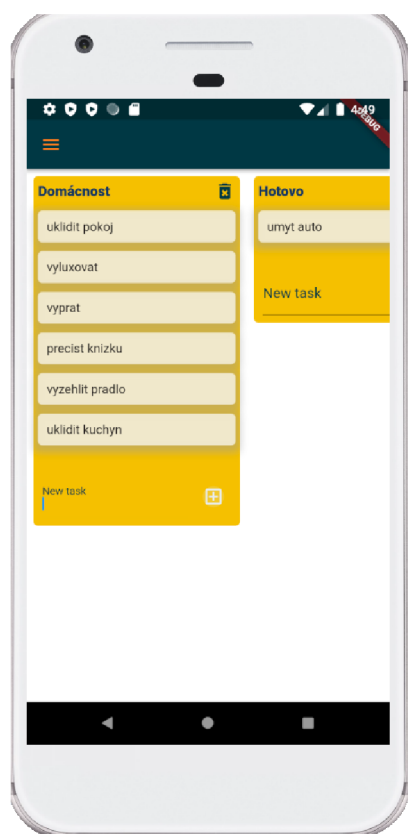 4:49
DEBUG
Domácnost
uklidit pokoj
vyluxovat
vyprat
precist knizku
vyzehlit pradlo
uklidit kuchyn
New task
Hotovo
umyt auto
New task